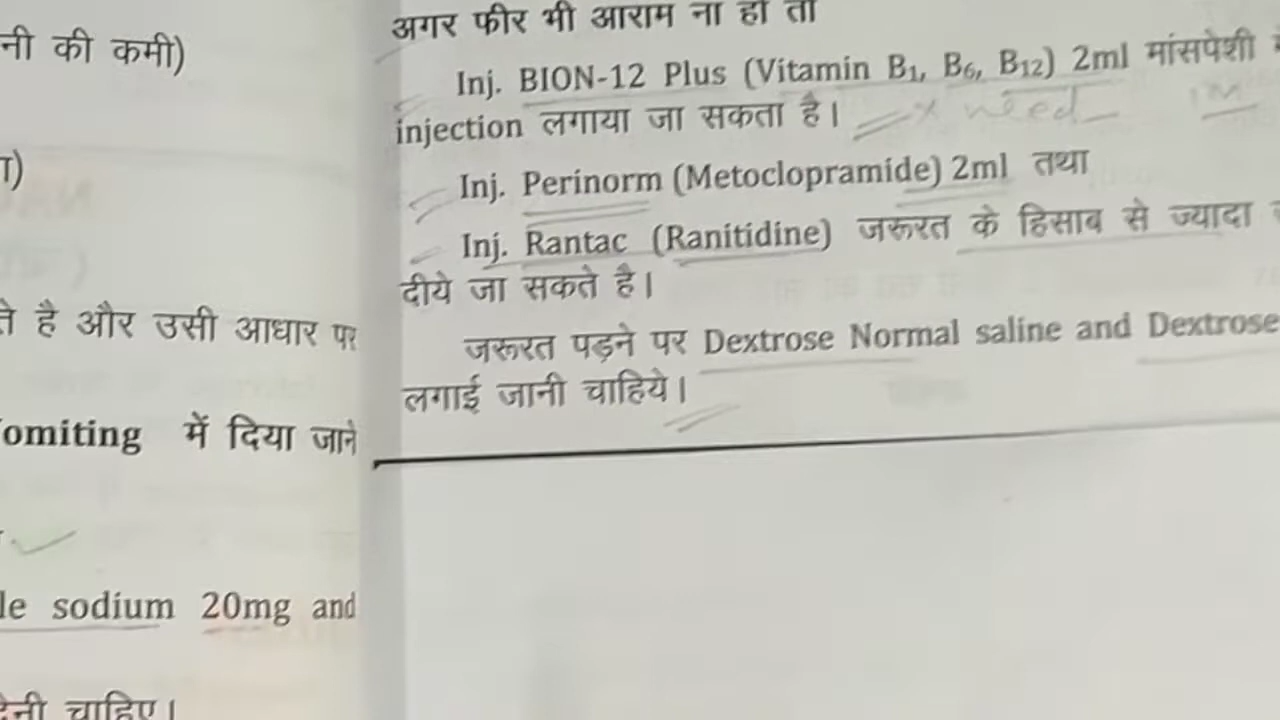 नी की कमी)
ते है और उसी आधार पर
omiting में दिया जाने
le sodium 20mg and
चाहिए।
अगर फीर भी आराम ना हो तो
Inj. BION-12 Plus (Vitamin B₁, B₆, B₁₂) 2ml मांसपेशी
injection लगाया जा सकता है। x need IM
Inj. Perinorm (Metoclopramide) 2ml तथा
Inj. Rantac (Ranitidine) जरूरत के हिसाब से ज्यादा
दीये जा सकते है।
जरूरत पड़ने पर Dextrose Normal saline and Dextrose
लगाई जानी चाहिये।